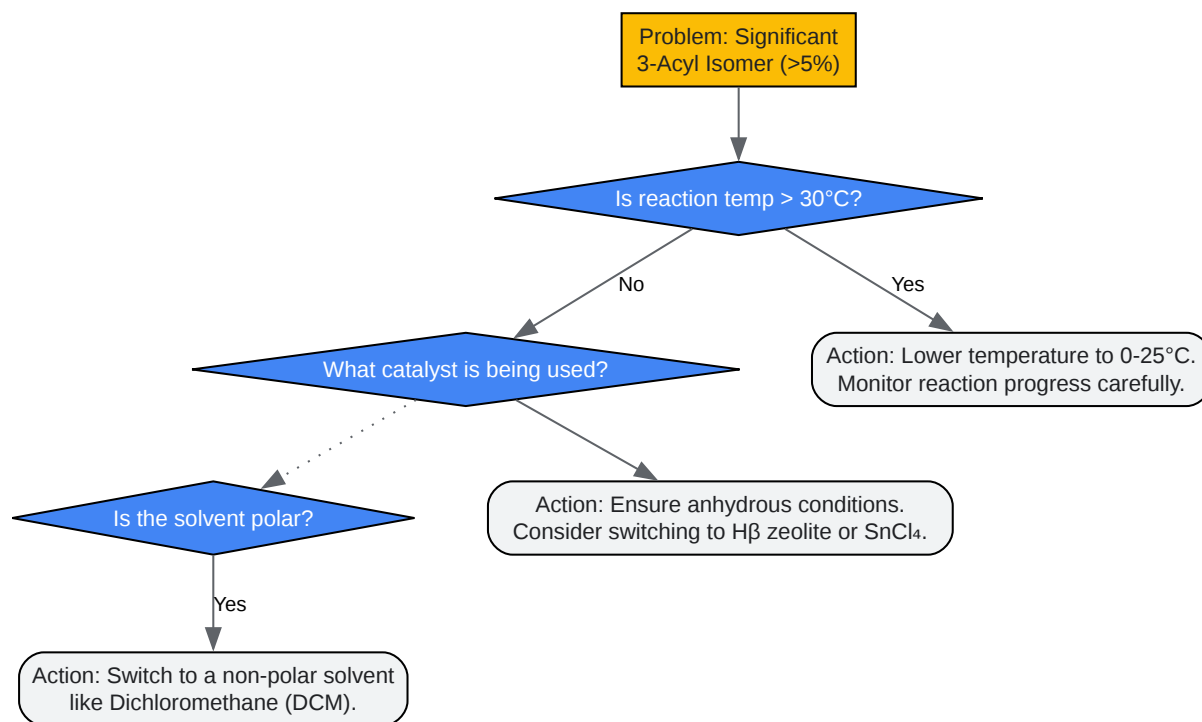 Problem: Significant
3-Acyl Isomer (>5%)
Is reaction temp > 30°C?
No
Yes
What catalyst is being used?
Action: Lower temperature to 0-25°C.
Monitor reaction progress carefully.
Is the solvent polar?
Action: Ensure anhydrous conditions.
Consider switching to Hβ zeolite or SnCl₄.
Yes
Action: Switch to a non-polar solvent
like Dichloromethane (DCM).